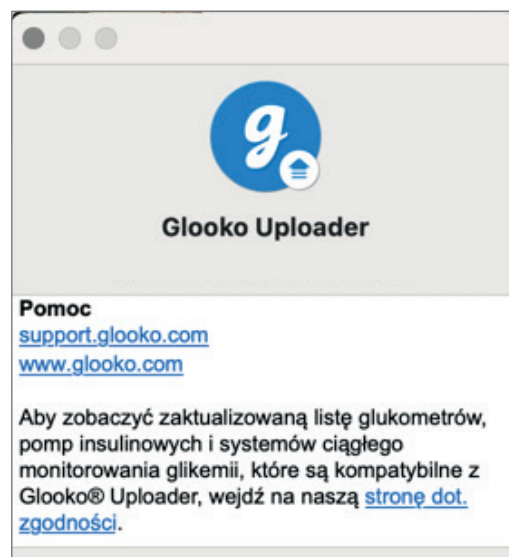 g
Glooko Uploader
Pomoc
support.glooko.com
www.glooko.com
Aby zobaczyć zaktualizowaną listę glukometrów,
pomp insulinowych i systemów ciągłego
monitorowania glikemii, które są kompatybilne z
Glooko® Uploader, wejdź na naszą stronę dot.
zgodności.